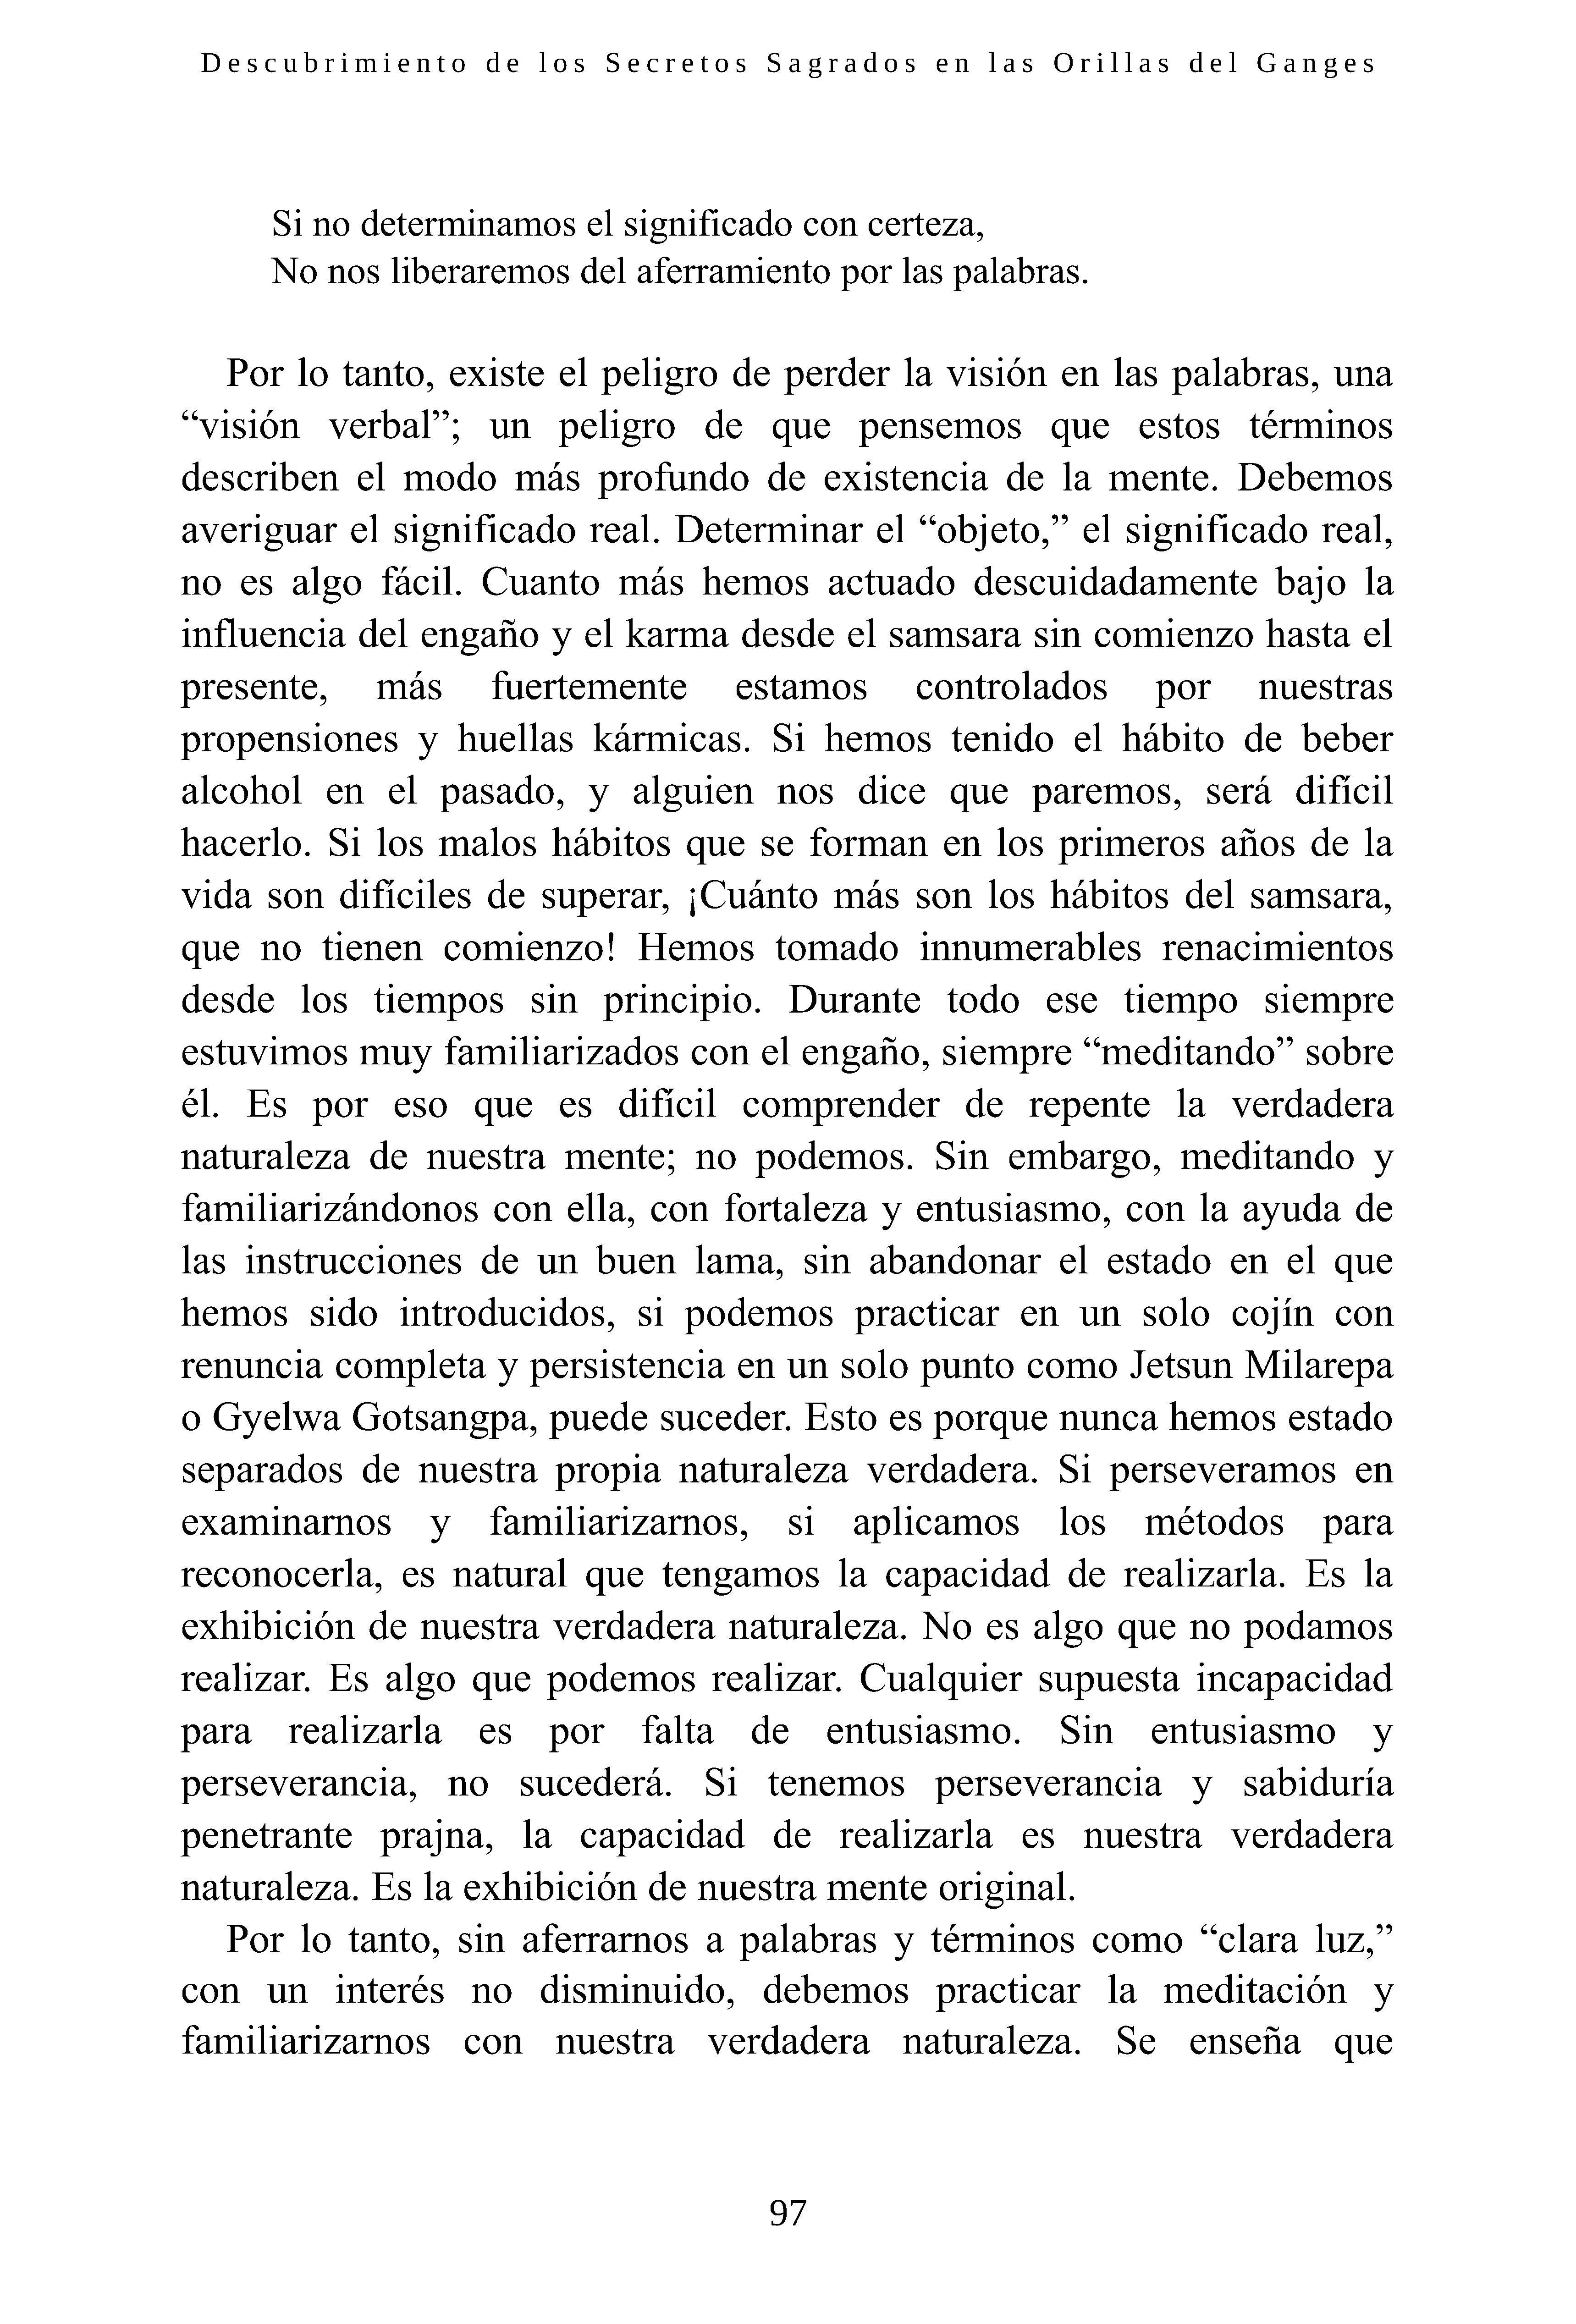 Descubrimiento de los Secretos Sagrados en las Orillas del Ganges
Si no determinamos el significado con certeza,
No nos liberaremos del aferramiento por las palabras.
Por lo tanto, existe el peligro de perder la visión en las palabras, una
“visión verbal”; un peligro de que pensemos que estos términos
describen el modo más profundo de existencia de la mente. Debemos
averiguar el significado real. Determinar el “objeto,” el significado real,
no es algo fácil. Cuanto más hemos actuado descuidadamente bajo la
influencia del engaño y el karma desde el samsara sin comienzo hasta el
presente, más fuertemente estamos controlados por nuestras
propensiones y huellas kármicas. Si hemos tenido el hábito de beber
alcohol en el pasado, y alguien nos dice que paremos, será difícil
hacerlo. Si los malos hábitos que se forman en los primeros años de la
vida son difíciles de superar, ¡Cuánto más son los hábitos del samsara,
que no tienen comienzo! Hemos tomado innumerables renacimientos
desde los tiempos sin principio. Durante todo ese tiempo siempre
estuvimos muy familiarizados con el engaño, siempre “meditando” sobre
él. Es por eso que es difícil comprender de repente la verdadera
naturaleza de nuestra mente; no podemos. Sin embargo, meditando y
familiarizándonos con ella, con fortaleza y entusiasmo, con la ayuda de
las instrucciones de un buen lama, sin abandonar el estado en el que
hemos sido introducidos, si podemos practicar en un solo cojín con
renuncia completa y persistencia en un solo punto como Jetsun Milarepa
o Gyelwa Gotsangpa, puede suceder. Esto es porque nunca hemos estado
separados de nuestra propia naturaleza verdadera. Si perseveramos en
examinarnos y familiarizarnos, si aplicamos los métodos para
reconocerla, es natural que tengamos la capacidad de realizarla. Es la
exhibición de nuestra verdadera naturaleza. No es algo que no podamos
realizar. Es algo que podemos realizar. Cualquier supuesta incapacidad
para realizarla es por falta de entusiasmo. Sin entusiasmo y
perseverancia, no sucederá. Si tenemos perseverancia y sabiduría
penetrante prajna, la capacidad de realizarla es nuestra verdadera
naturaleza. Es la exhibición de nuestra mente original.
Por lo tanto, sin aferrarnos a palabras y términos como “clara luz,”
con un interés no disminuido, debemos practicar la meditación y
familiarizarnos con nuestra verdadera naturaleza. Se enseña que
97